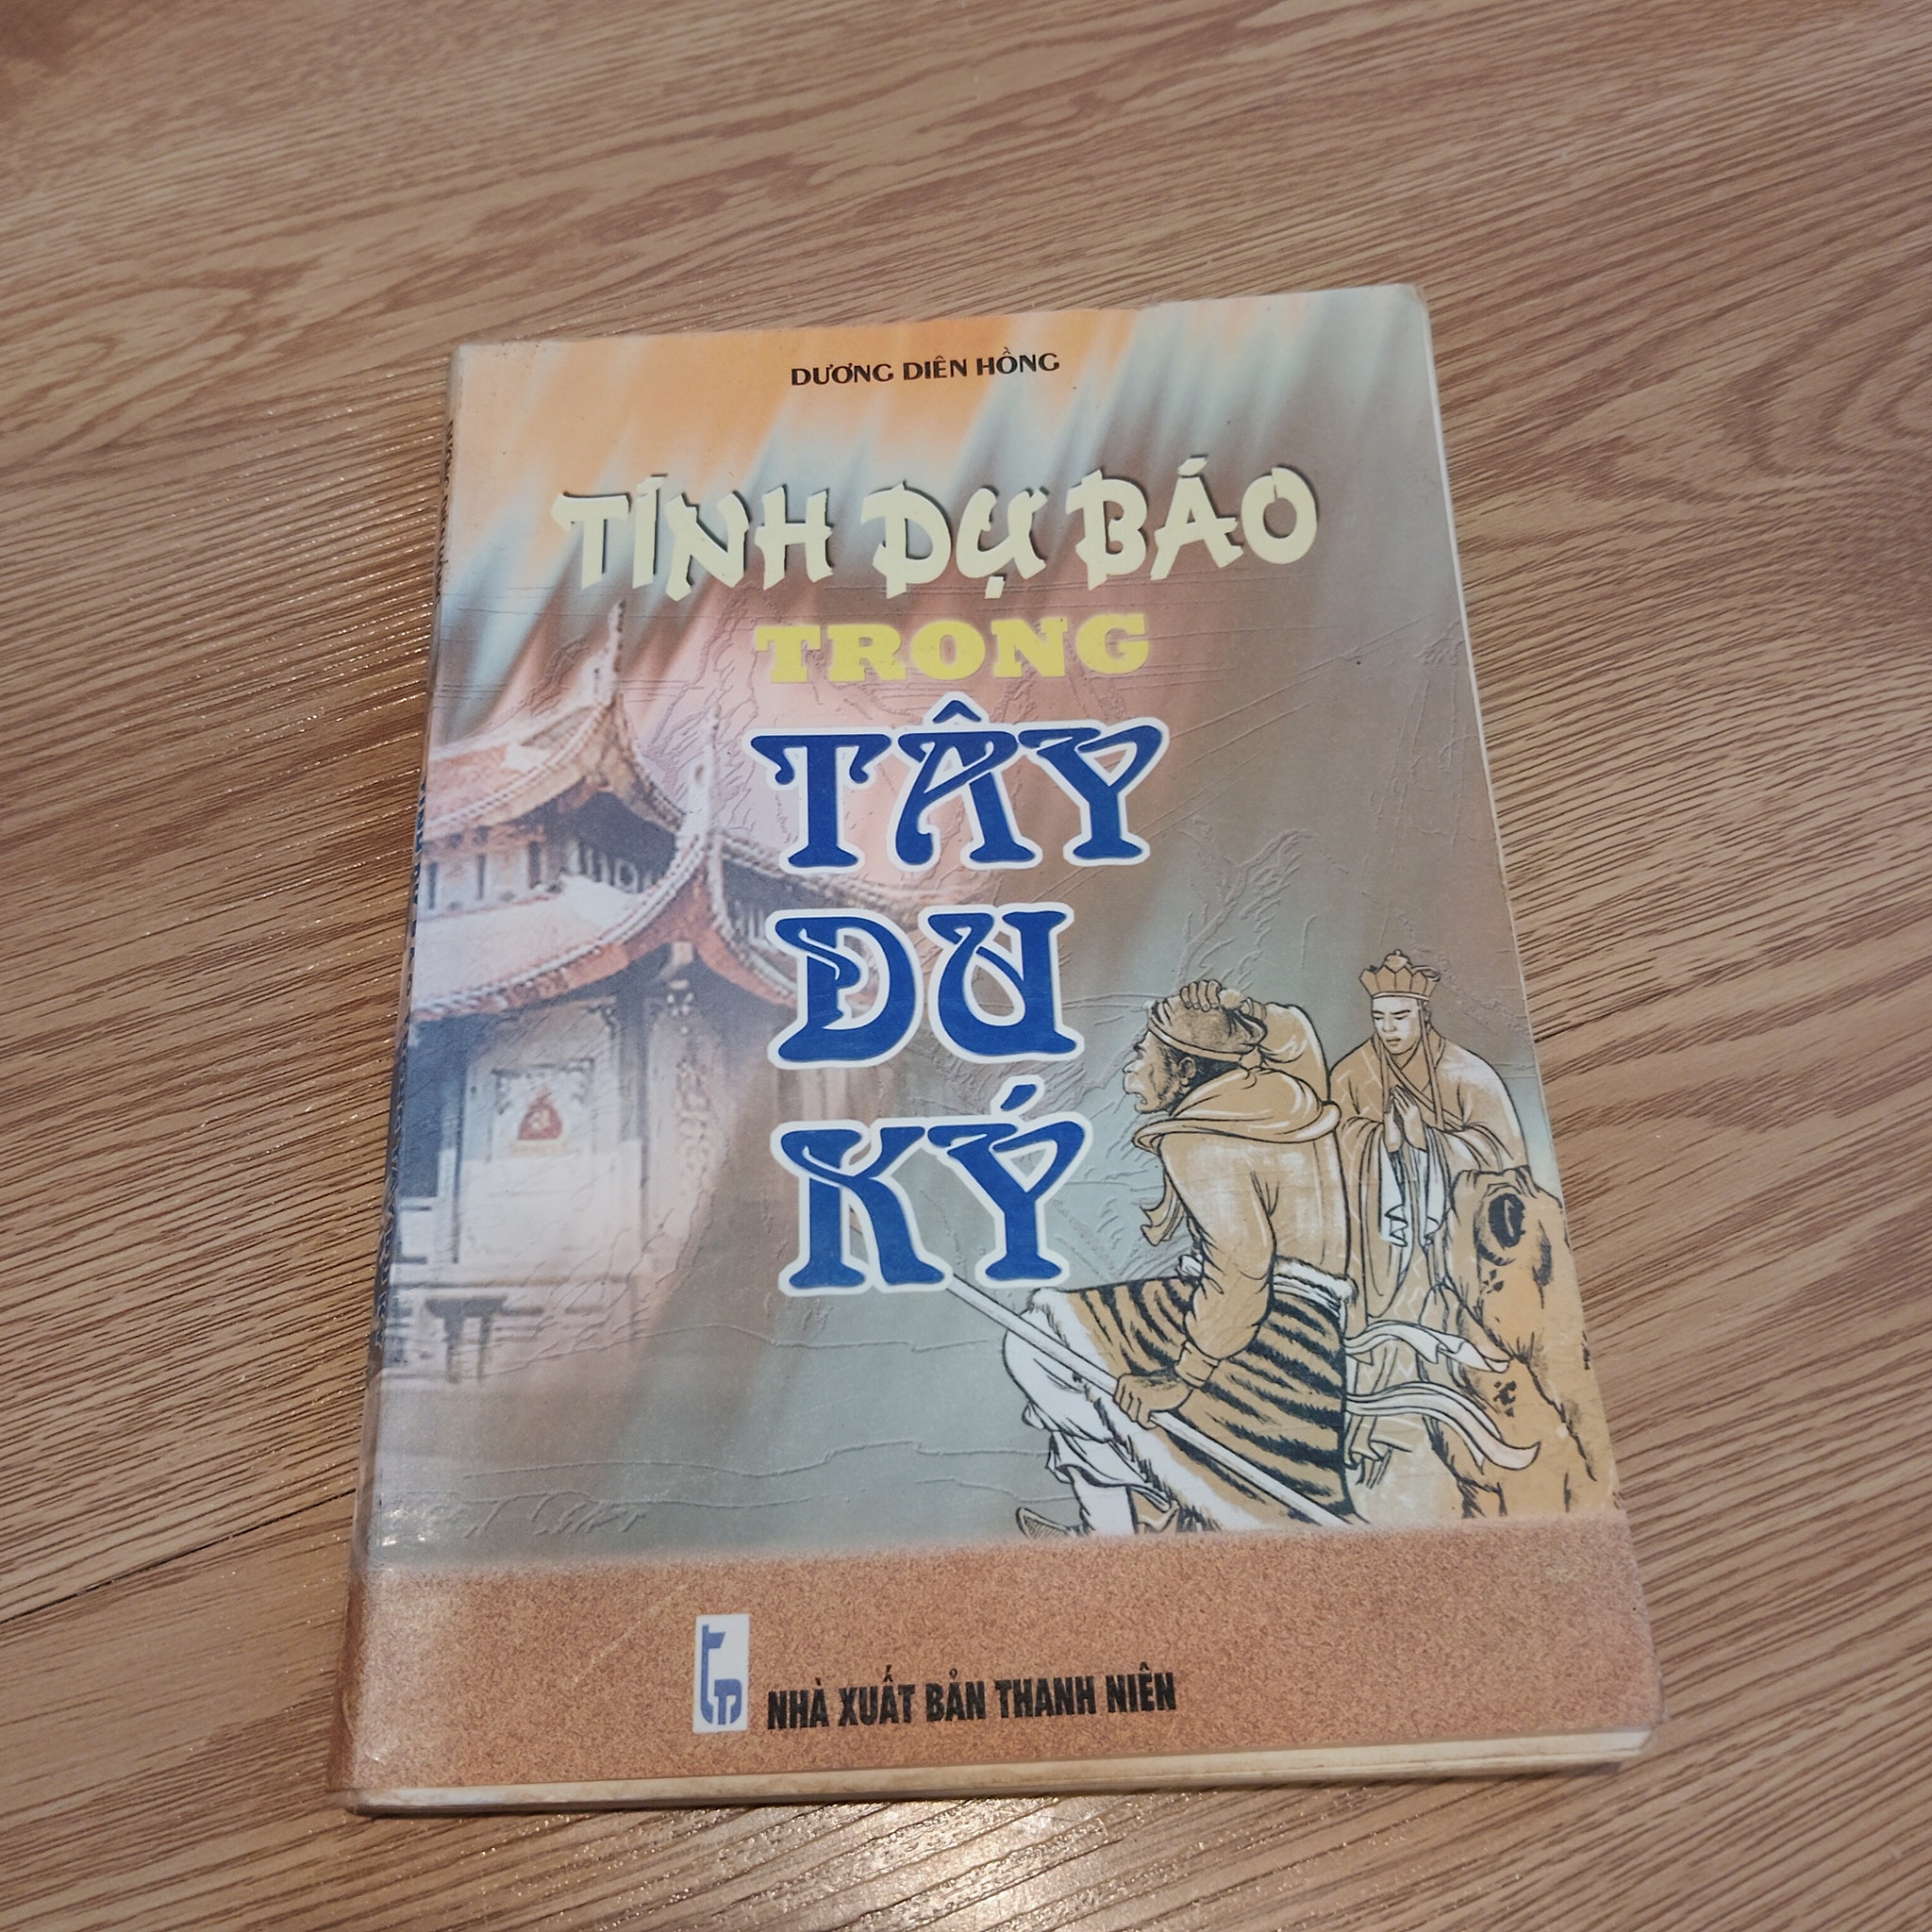 DƯƠNG DIÊN HỒNG
TÍNH DỰ BÁO
TRONG
TÂY
DU
KÝ
NHÀ XUẤT BẢN THANH NIÊN